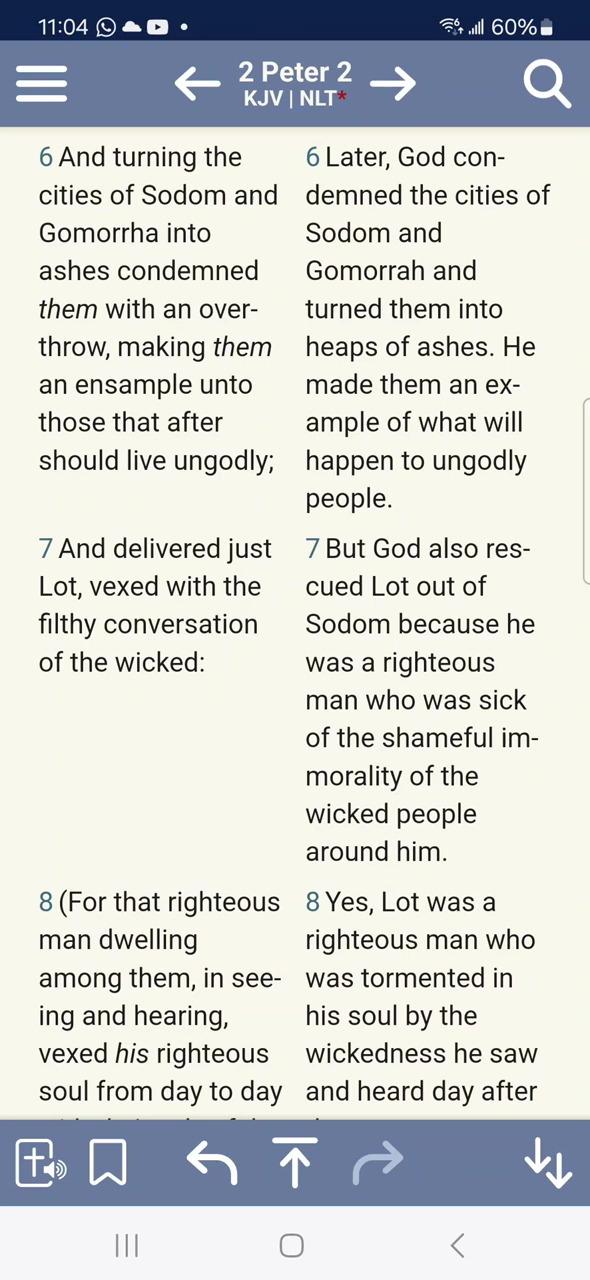 11:04
60%
2 Peter 2
KJV | NLT*
6 And turning the
cities of Sodom and
Gomorrha into
ashes condemned
them with an over-
throw, making them
an ensample unto
those that after
should live ungodly;
6 Later, God con-
demned the cities of
Sodom and
Gomorrah and
turned them into
heaps of ashes. He
made them an ex-
ample of what will
happen to ungodly
people.
7 And delivered just
Lot, vexed with the
filthy conversation
of the wicked:
7 But God also res-
cued Lot out of
Sodom because he
was a righteous
man who was sick
of the shameful im-
morality of the
wicked people
around him.
8 (For that righteous
man dwelling
among them, in see-
ing and hearing,
vexed his righteous
soul from day to day
8 Yes, Lot was a
righteous man who
was tormented in
his soul by the
wickedness he saw
and heard day after